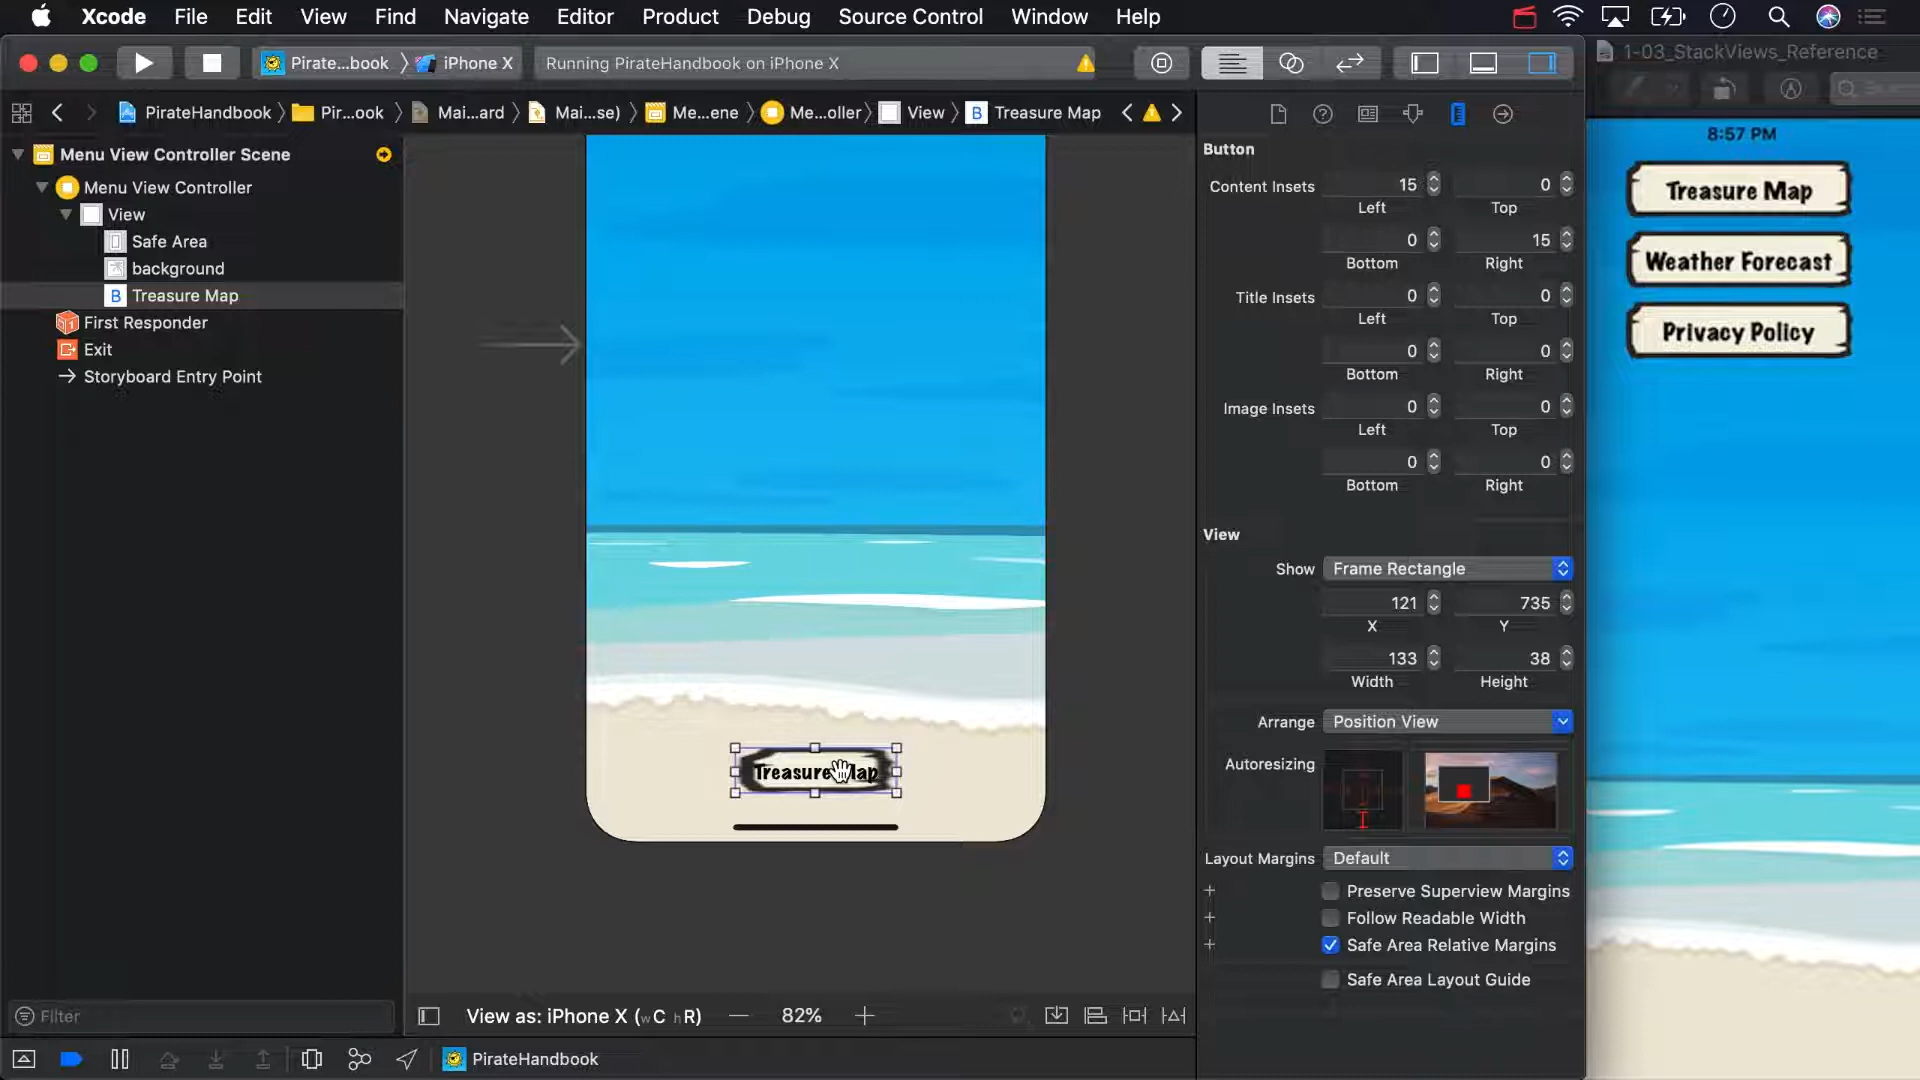 Xcode File Edit View Find Navigate Editor Product Debug Source Control Window Help
Pirate...book iPhone X Running PirateHandbook on iPhone X
1-03_StackViews_Reference
PirateHandbook Pir...ook Mai...ard Mai...se) Me...ene Me...oller View B Treasure Map
Menu View Controller Scene
Menu View Controller
View
Safe Area
background
B Treasure Map
First Responder
Exit
Storyboard Entry Point
Filter
Treasure Map
View as: iPhone X (wC hR) 82%
PirateHandbook
Button
Content Insets 15 0
Left Top
0 15
Bottom Right
Title Insets 0 0
Left Top
0 0
Bottom Right
Image Insets 0 0
Left Top
0 0
Bottom Right
View
Show Frame Rectangle
121 735
X Y
133 38
Width Height
Arrange Position View
Autoresizing
Layout Margins Default
Preserve Superview Margins
Follow Readable Width
Safe Area Relative Margins
Safe Area Layout Guide
8:57 PM
Treasure Map
Weather Forecast
Privacy Policy